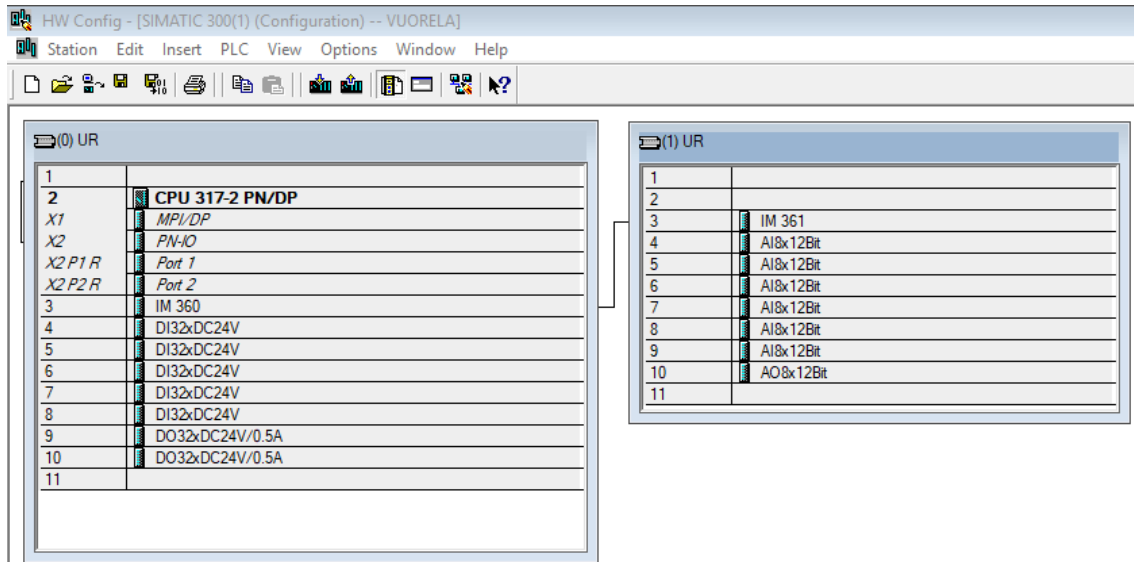 HW Config - [SIMATIC 300(1) (Configuration) -- VUORELA]
Station Edit Insert PLC View Options Window Help
(0) UR
1
2 CPU 317-2 PN/DP
X1 MPI/DP
X2 PN-IO
X2 P1 R Port 1
X2 P2 R Port 2
3 IM 360
4 DI32xDC24V
5 DI32xDC24V
6 DI32xDC24V
7 DI32xDC24V
8 DI32xDC24V
9 DO32xDC24V/0.5A
10 DO32xDC24V/0.5A
11
(1) UR
1
2
3 IM 361
4 AI8x12Bit
5 AI8x12Bit
6 AI8x12Bit
7 AI8x12Bit
8 AI8x12Bit
9 AI8x12Bit
10 AO8x12Bit
11